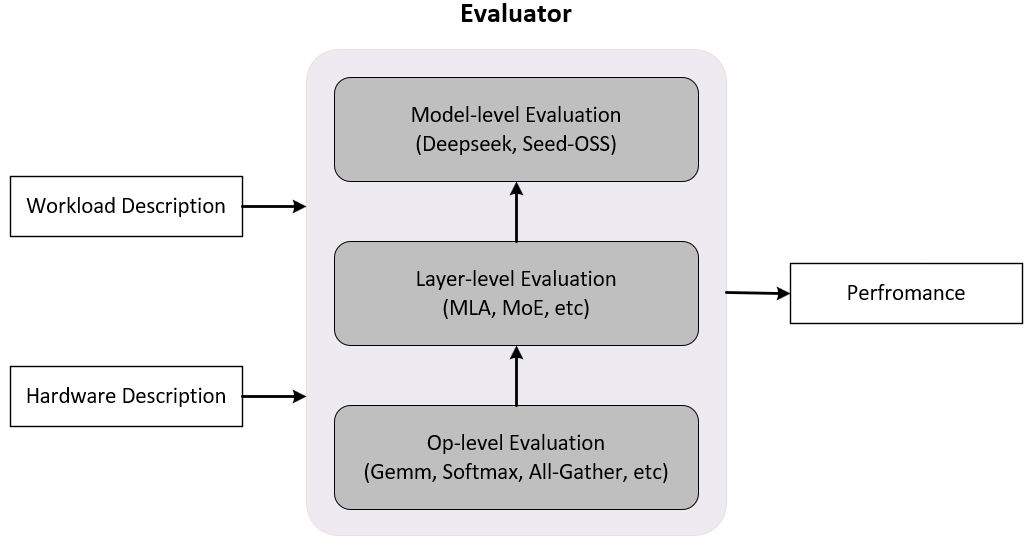 Evaluator
Model-level Evaluation
(Deepseek, Seed-OSS)
Workload Description
Layer-level Evaluation
(MLA, MoE, etc)
Perfromance
Hardware Description
Op-level Evaluation
(Gemm, Softmax, All-Gather, etc)